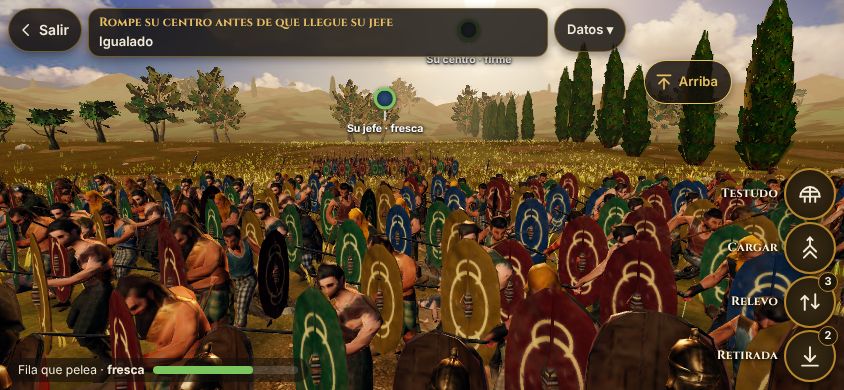 Salir
Rompe su centro antes de que llegue su jefe
Igualado
Datos ▾
Su centro · firme
Arriba
Su jefe · fresca
Testudo
Cargar
3
Relevo
2
Retirada
Fila que pelea · fresca